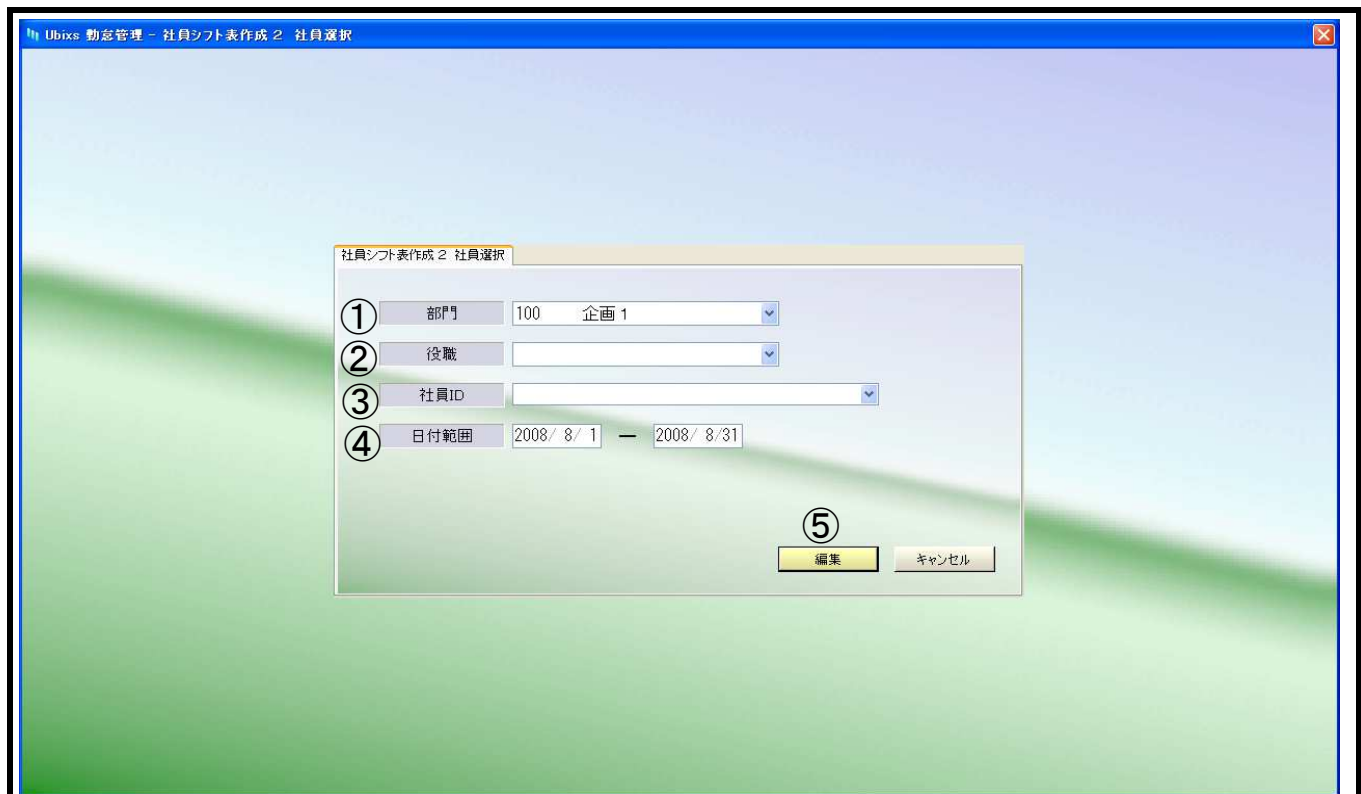 Ubixs 勤怠管理 - 社員シフト表作成２ 社員選択
社員シフト表作成２ 社員選択
① 部門 100 企画１
② 役職
③ 社員ID
④ 日付範囲 2008/ 8/ 1 ー 2008/ 8/31
⑤
編集 キャンセル